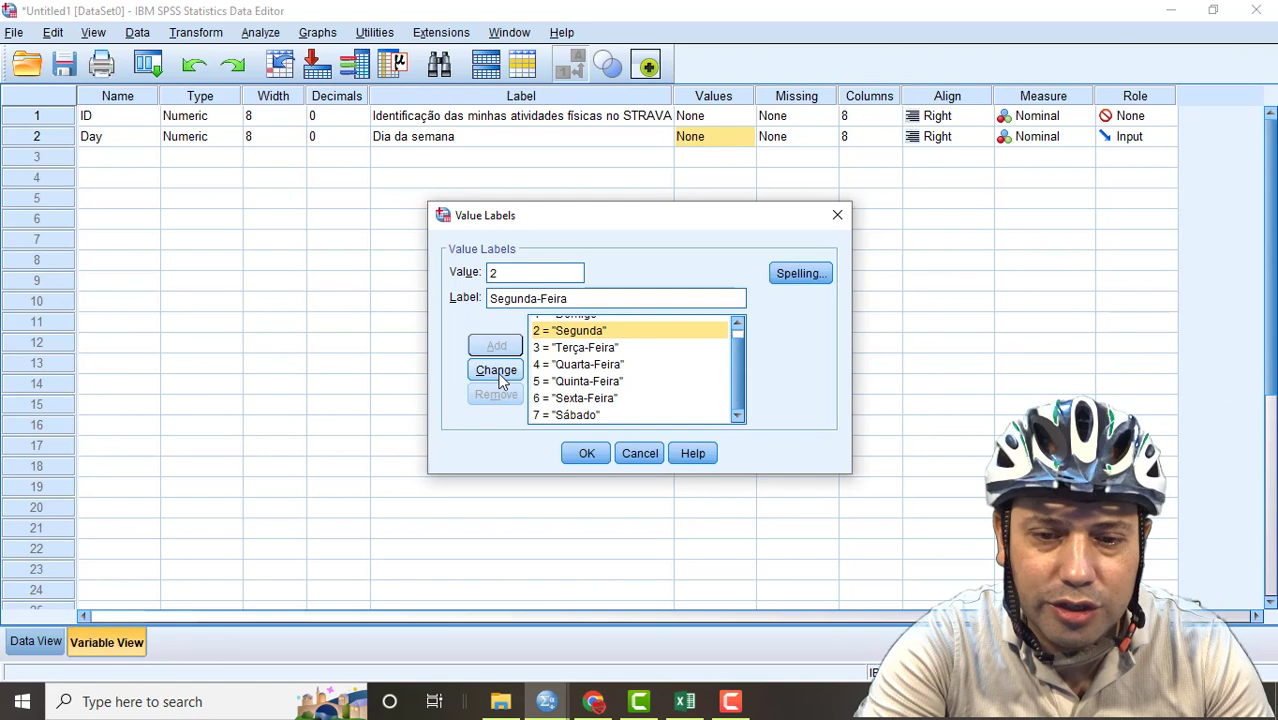 *Untitled1 [DataSet0] - IBM SPSS Statistics Data Editor
File Edit View Data Transform Analyze Graphs Utilities Extensions Window Help
Name Type Width Decimals Label Values Missing Columns Align Measure Role
1 ID Numeric 8 0 Identificação das minhas atividades físicas no STRAVA None None 8 Right Nominal None
2 Day Numeric 8 0 Dia da semana None None 8 Right Nominal Input
3
4
5
6
7
8
9
10
11
12
13
14
15
16
17
18
19
20
21
22
23
24
Value Labels
Value Labels
Value: 2
Spelling...
Label: Segunda-Feira
2 = "Segunda"
Add
3 = "Terça-Feira"
Change
4 = "Quarta-Feira"
5 = "Quinta-Feira"
Remove
6 = "Sexta-Feira"
7 = "Sábado"
OK Cancel Help
Data View Variable View
Type here to search